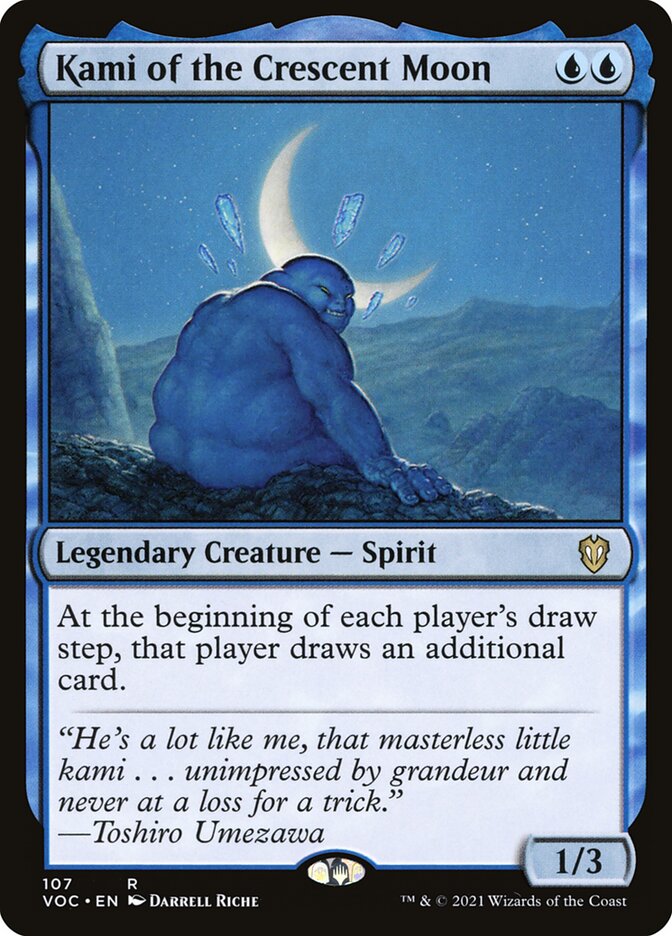 Kami of the Crescent Moon
Legendary Creature — Spirit
At the beginning of each player's draw
step, that player draws an additional
card.
“He's a lot like me, that masterless little
kami . . . unimpressed by grandeur and
never at a loss for a trick.”
—Toshiro Umezawa
1/3
107 R
VOC • EN Darrell Riche
™ & © 2021 Wizards of the Coast